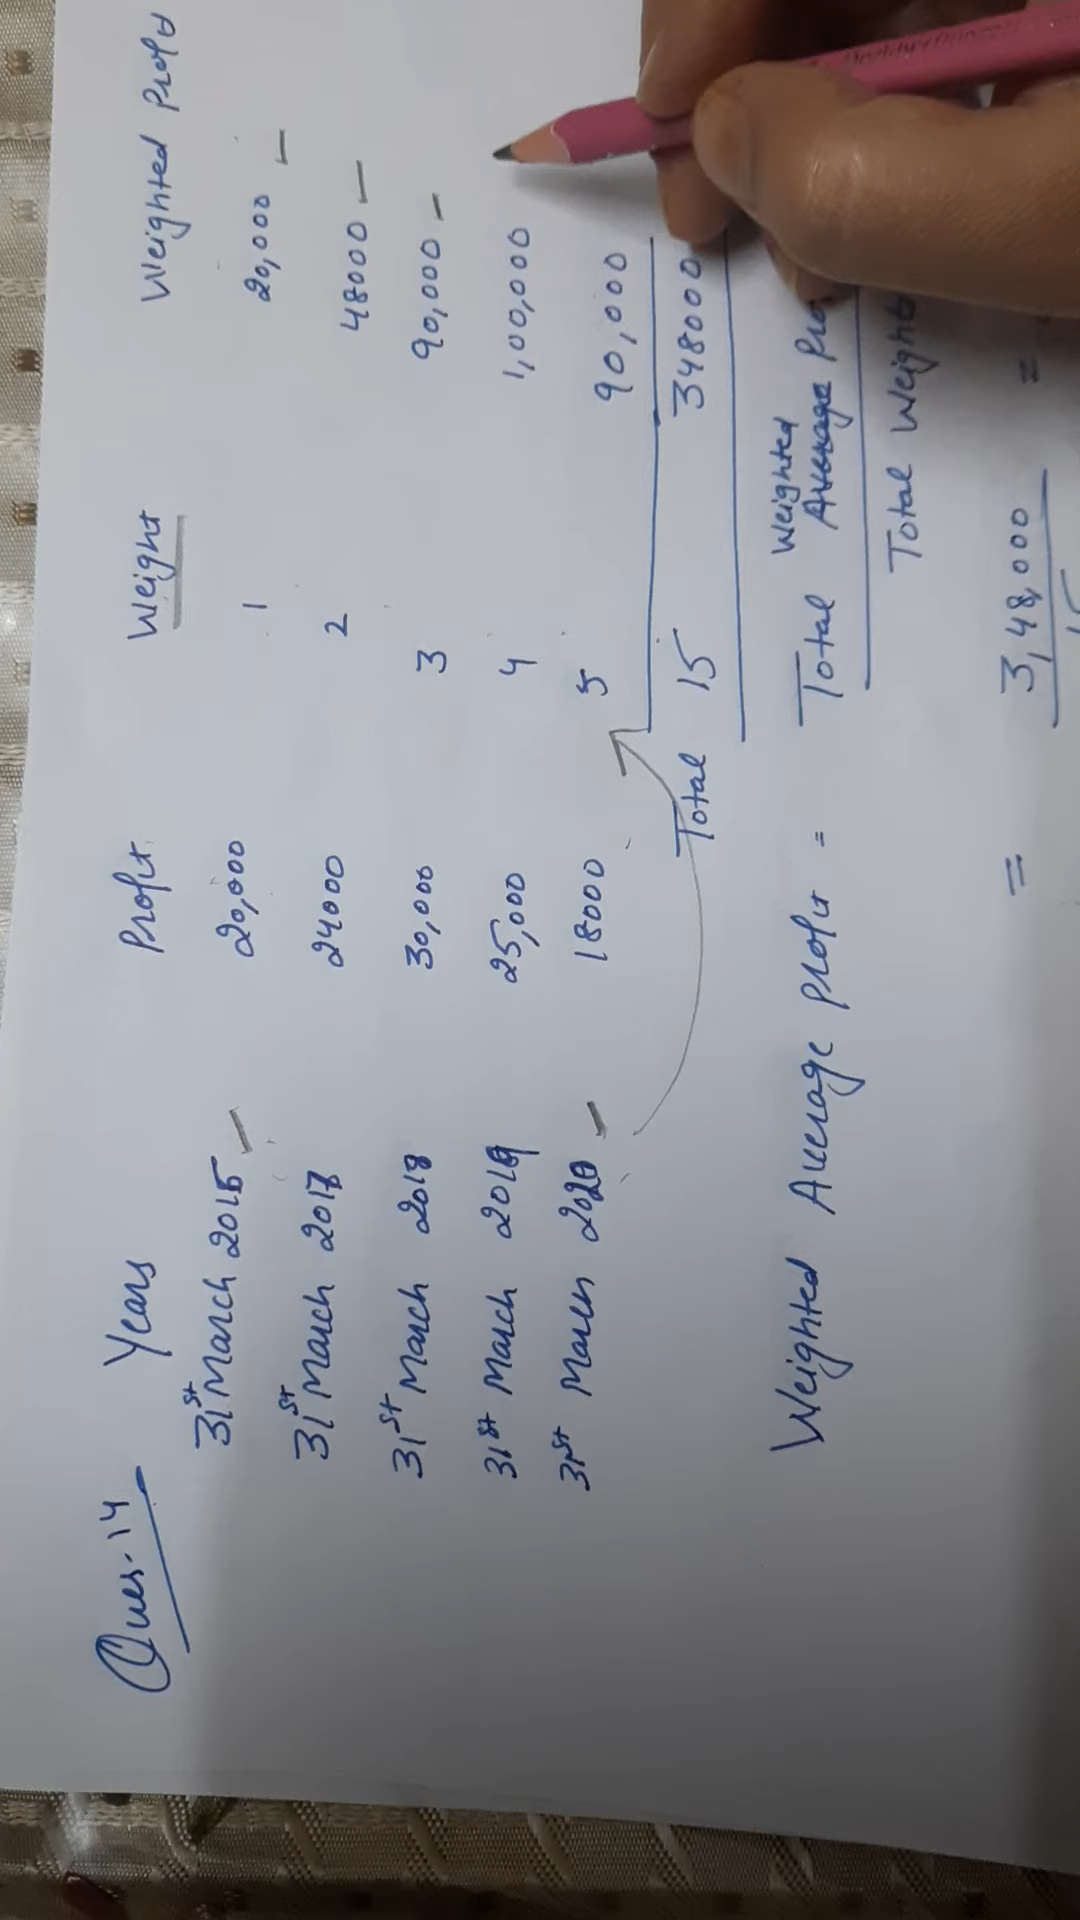 Ques. 14
Years Profit Weight Weighted Profit
31st March 2015 20,000 1 20,000
31st March 2017 24000 2 48000
31st March 2018 30,000 3 90,000
31st March 2019 25,000 4 1,00,000
31st March 2020 18000 5 90,000
Total 15 348000
Weighted
Weighted Average profit = Total Average Pro
Total Weight
= 3,48,000 =
15